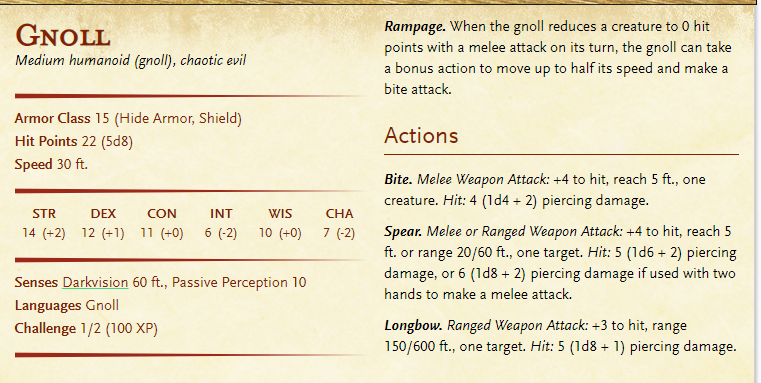 GNOLL
Medium humanoid (gnoll), chaotic evil
Armor Class 15 (Hide Armor, Shield)
Hit Points 22 (5d8)
Speed 30 ft.
STR DEX CON INT WIS CHA
14 (+2) 12 (+1) 11 (+0) 6 (-2) 10 (+0) 7 (-2)
Senses Darkvision 60 ft., Passive Perception 10
Languages Gnoll
Challenge 1/2 (100 XP)
Rampage. When the gnoll reduces a creature to 0 hit
points with a melee attack on its turn, the gnoll can take
a bonus action to move up to half its speed and make a
bite attack.
Actions
Bite. Melee Weapon Attack: +4 to hit, reach 5 ft., one
creature. Hit: 4 (1d4 + 2) piercing damage.
Spear. Melee or Ranged Weapon Attack: +4 to hit, reach 5
ft. or range 20/60 ft., one target. Hit: 5 (1d6 + 2) piercing
damage, or 6 (1d8 + 2) piercing damage if used with two
hands to make a melee attack.
Longbow. Ranged Weapon Attack: +3 to hit, range
150/600 ft., one target. Hit: 5 (1d8 + 1) piercing damage.